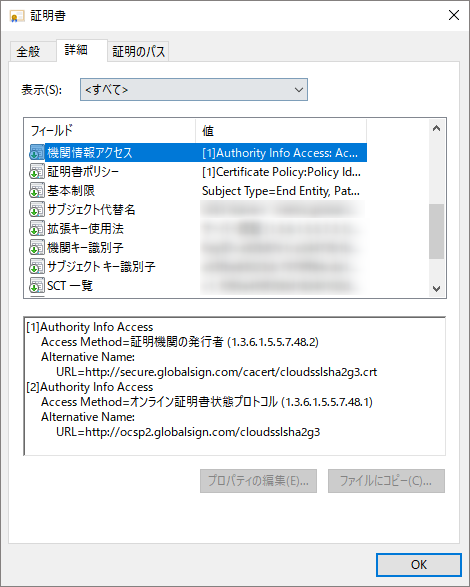 証明書
全般 詳細 証明のパス
表示(S): <すべて>
フィールド 値
機関情報アクセス [1]Authority Info Access: Ac...
証明書ポリシー [1]Certificate Policy:Policy Id...
基本制限 Subject Type=End Entity, Pat...
サブジェクト代替名
拡張キー使用法
機関キー識別子
サブジェクト キー識別子
SCT 一覧
[1]Authority Info Access
Access Method=証明機関の発行者 (1.3.6.1.5.5.7.48.2)
Alternative Name:
URL=http://secure.globalsign.com/cacert/cloudsslsha2g3.crt
[2]Authority Info Access
Access Method=オンライン証明書状態プロトコル (1.3.6.1.5.5.7.48.1)
Alternative Name:
URL=http://ocsp2.globalsign.com/cloudsslsha2g3
プロパティの編集(E)... ファイルにコピー(C)...
OK